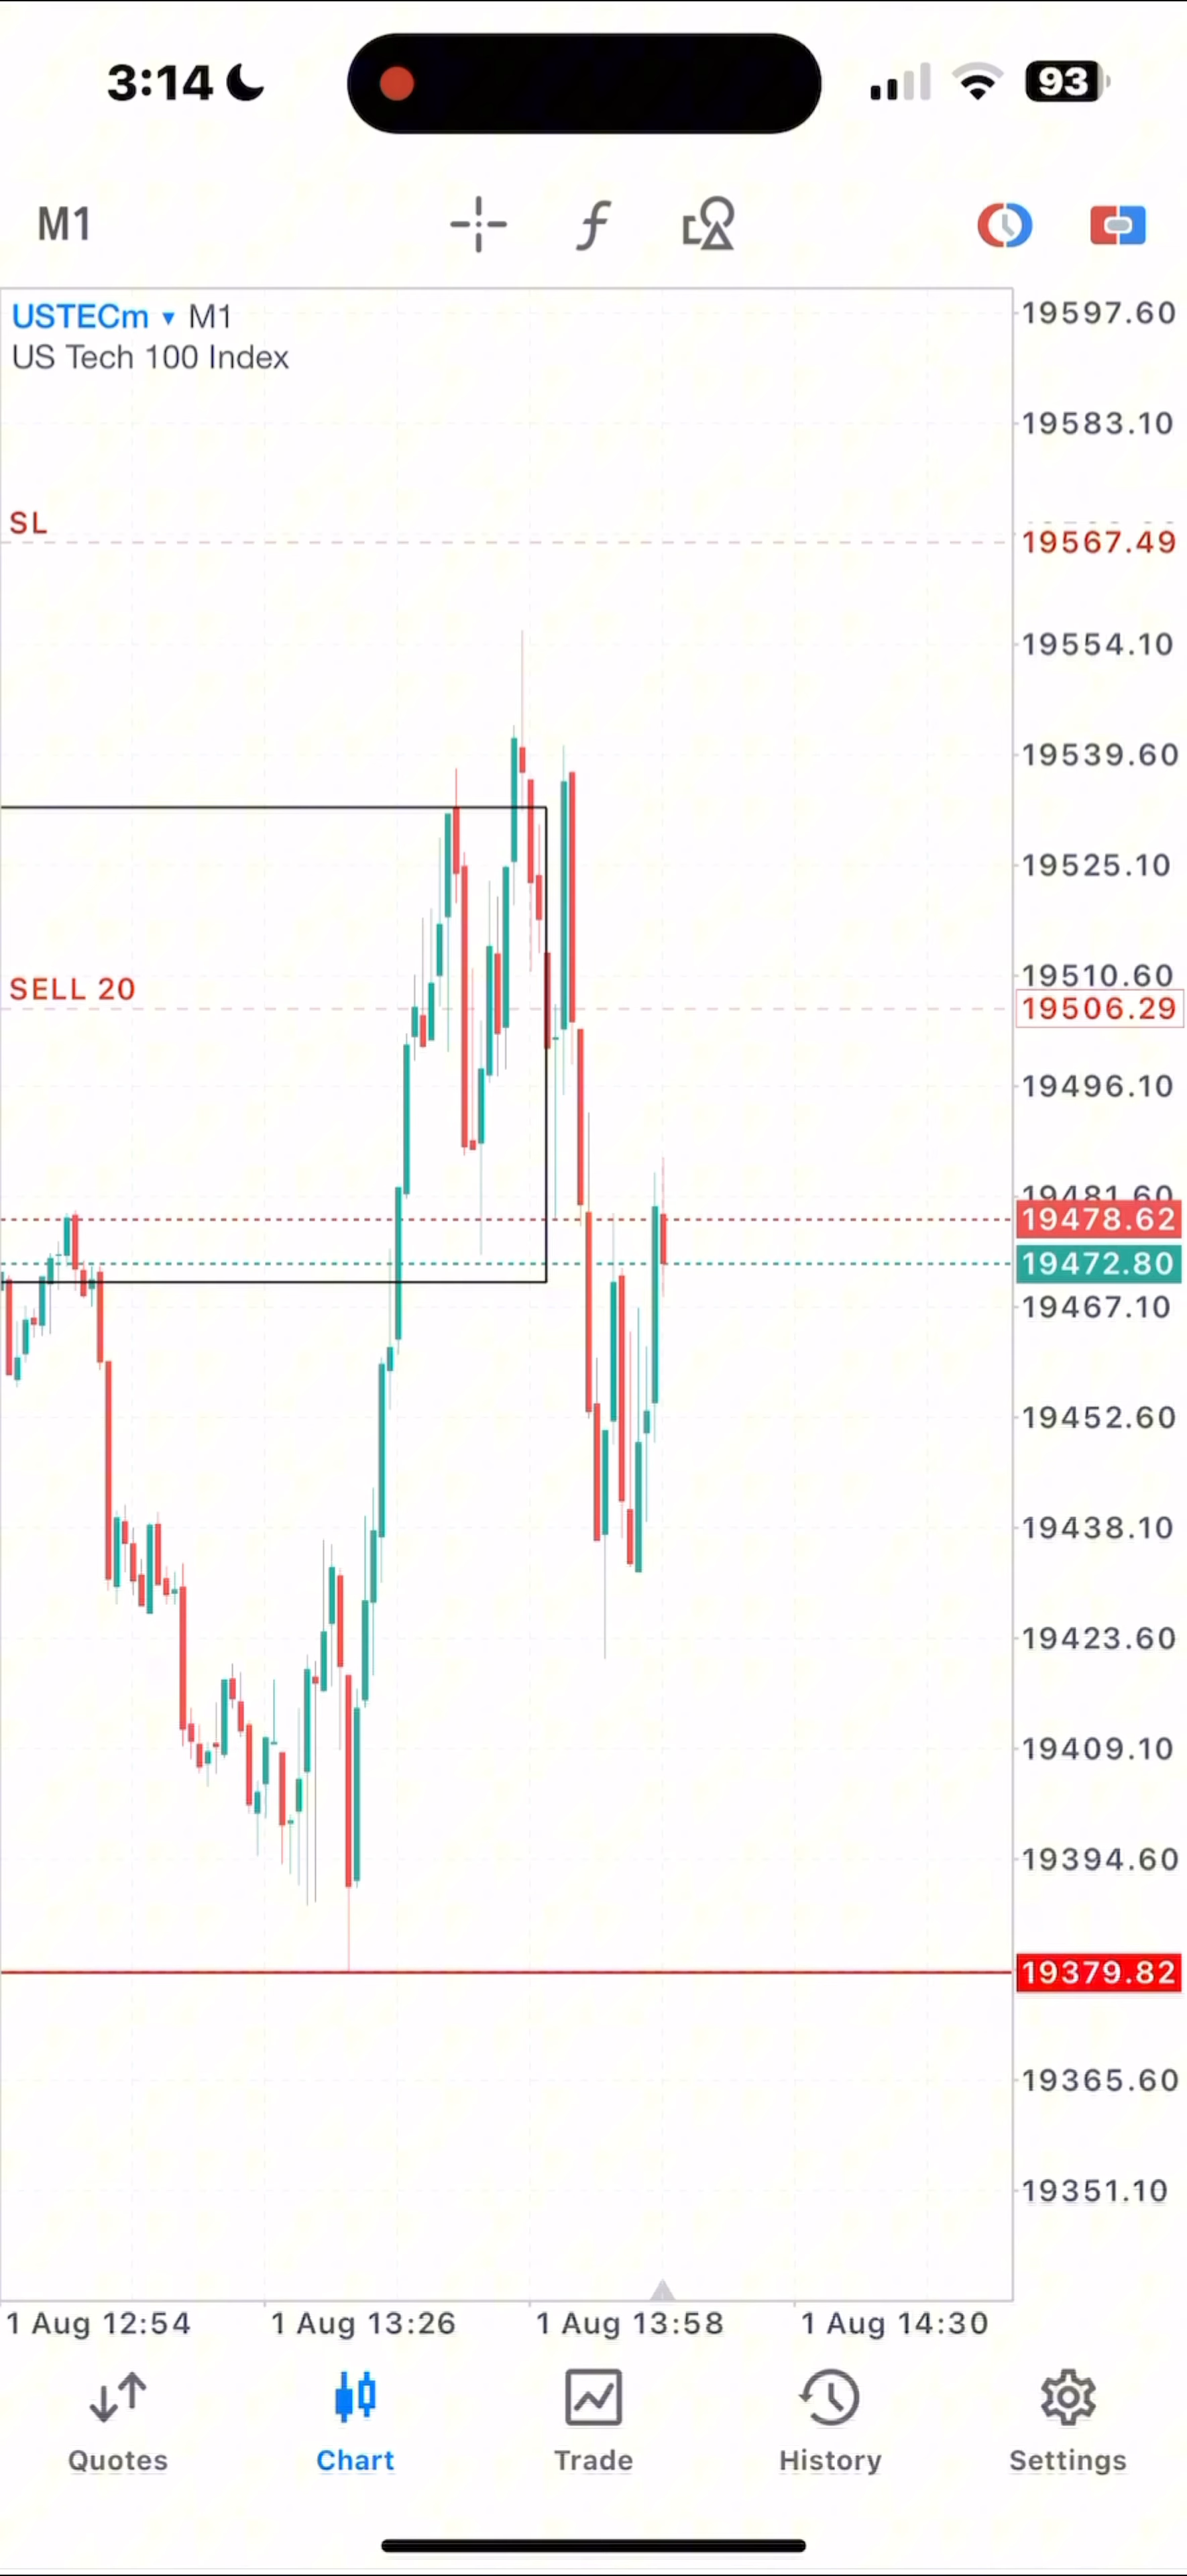 3:14
93
M1
USTECm ▾ M1
US Tech 100 Index
19597.60
19583.10
SL
19567.49
19554.10
19539.60
19525.10
19510.60
SELL 20
19506.29
19496.10
19481.60
19478.62
19472.80
19467.10
19452.60
19438.10
19423.60
19409.10
19394.60
19379.82
19365.60
19351.10
1 Aug 12:54
1 Aug 13:26
1 Aug 13:58
1 Aug 14:30
Quotes
Chart
Trade
History
Settings